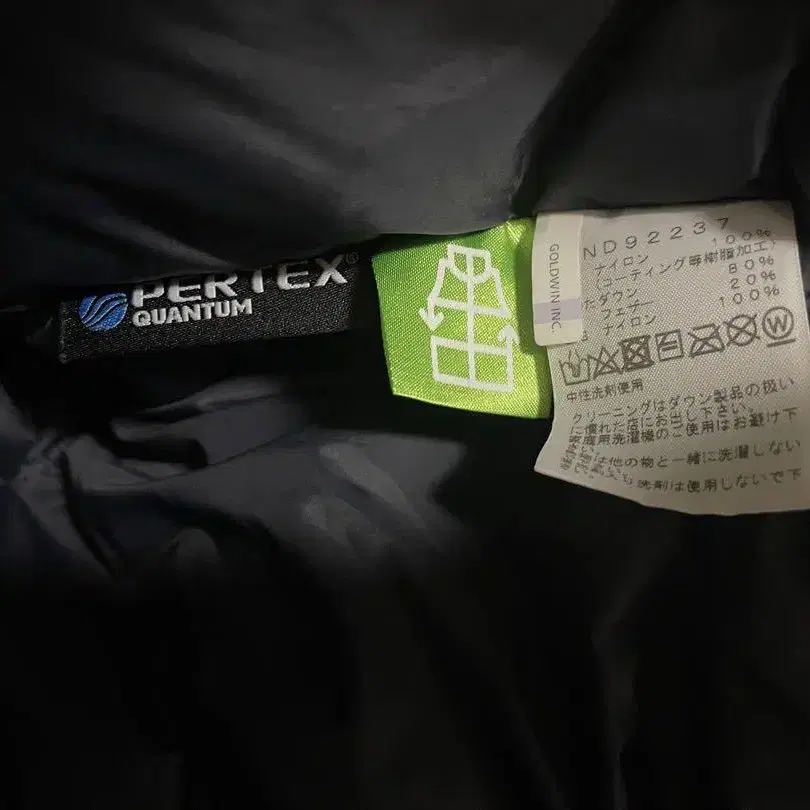 PERTEX®
QUANTUM
GOLDWIN INC
ND92237
ナイロン 100%
(コーティング等樹脂加工)
ダウン 80%
フェザー 20%
ナイロン 100%
W
中性洗剤使用
クリーニングはダウン製品の扱い
に慣れた店にお出し下さい。
家庭用洗濯機のご使用はお避け下
は他の物と一緒に洗濯しない
洗剤は使用しないで下